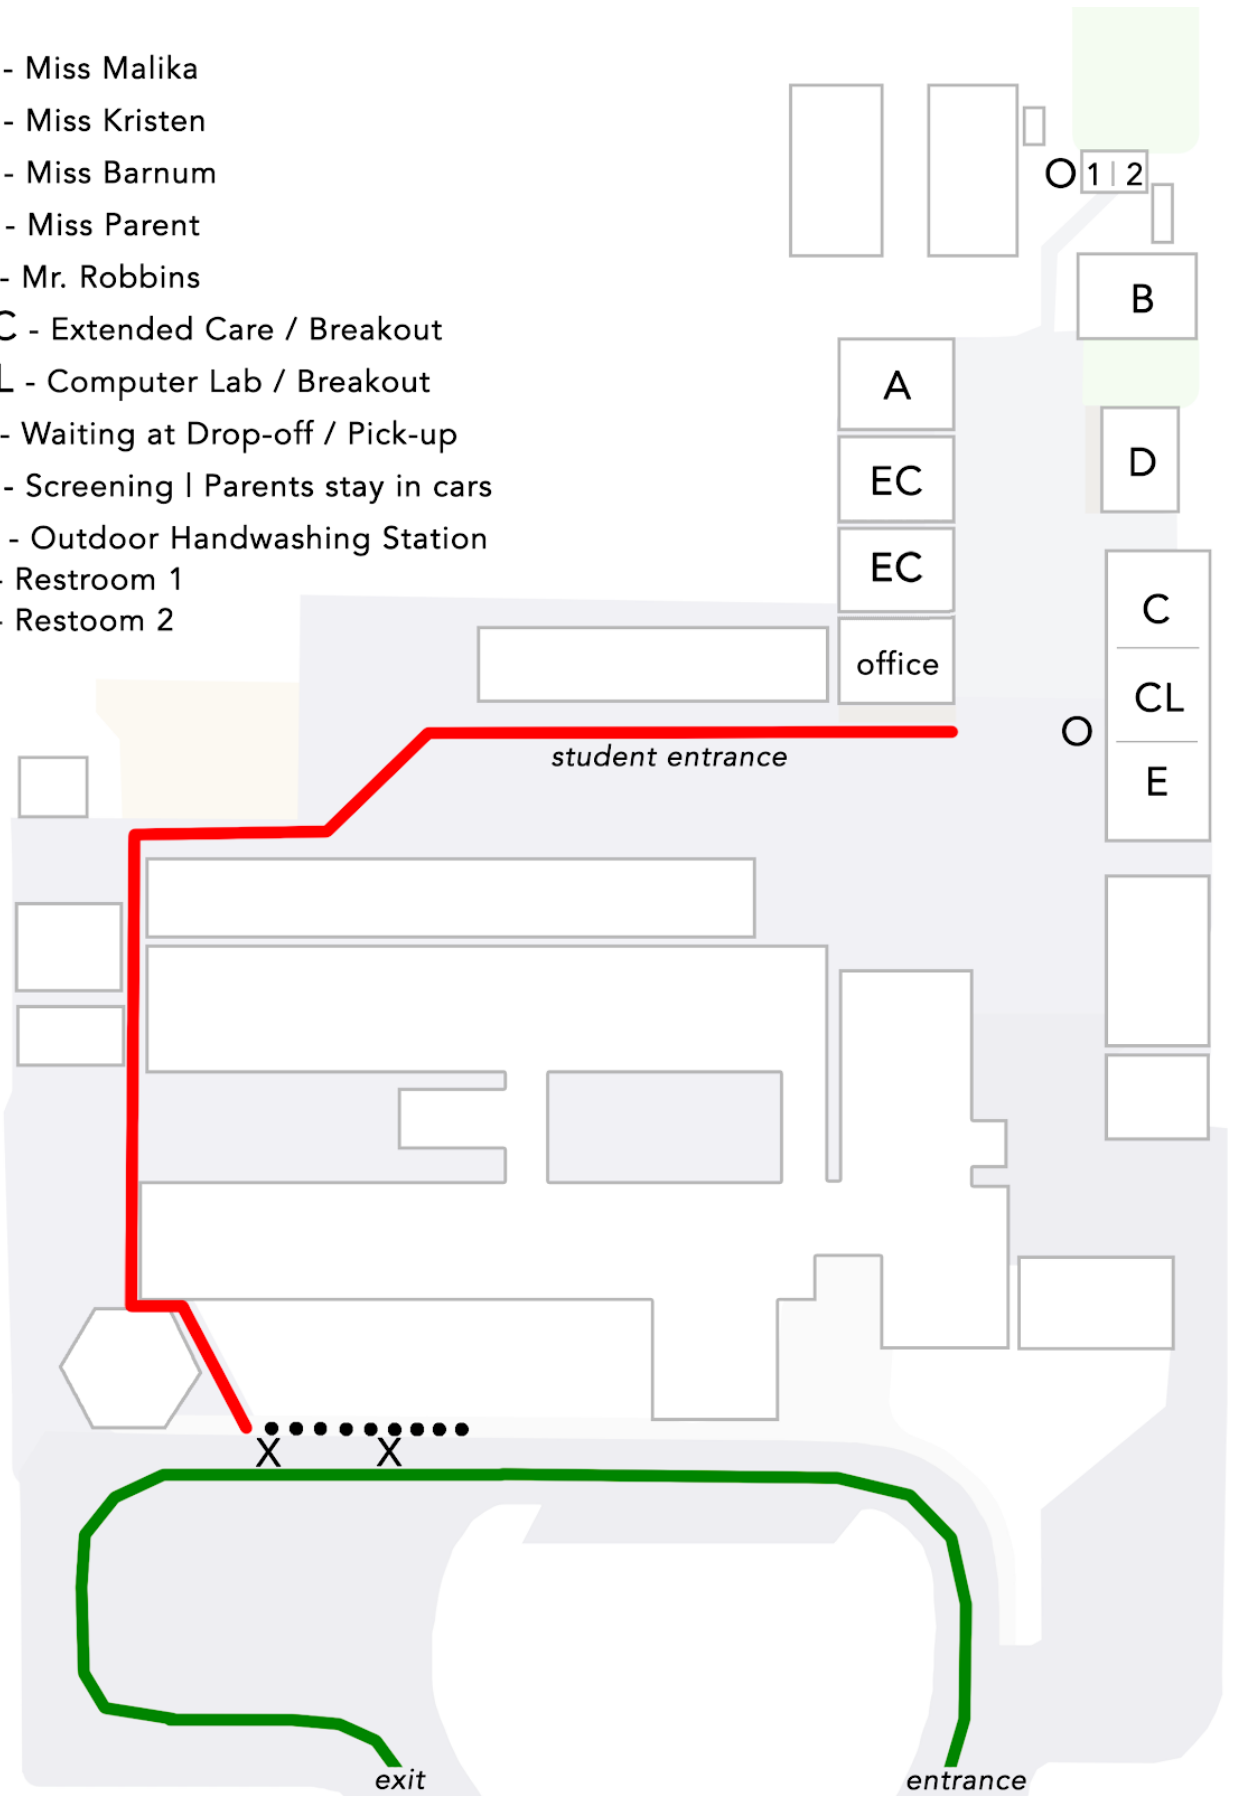 - Miss Malika
- Miss Kristen
- Miss Barnum
- Miss Parent
- Mr. Robbins
C - Extended Care / Breakout
L - Computer Lab / Breakout
- Waiting at Drop-off / Pick-up
- Screening | Parents stay in cars
- Outdoor Handwashing Station
- Restroom 1
- Restoom 2
O 1 | 2
B
A
D
EC
EC
C
office
CL
O
student entrance
E
X X
exit
entrance